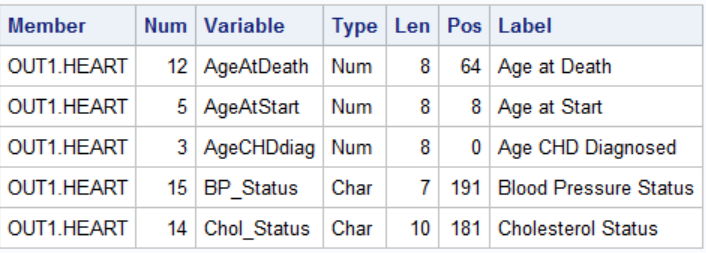 Member Num Variable Type Len Pos Label
OUT1.HEART 12 AgeAtDeath Num 8 64 Age at Death
OUT1.HEART 5 AgeAtStart Num 8 8 Age at Start
OUT1.HEART 3 AgeCHDdiag Num 8 0 Age CHD Diagnosed
OUT1.HEART 15 BP_Status Char 7 191 Blood Pressure Status
OUT1.HEART 14 Chol_Status Char 10 181 Cholesterol Status